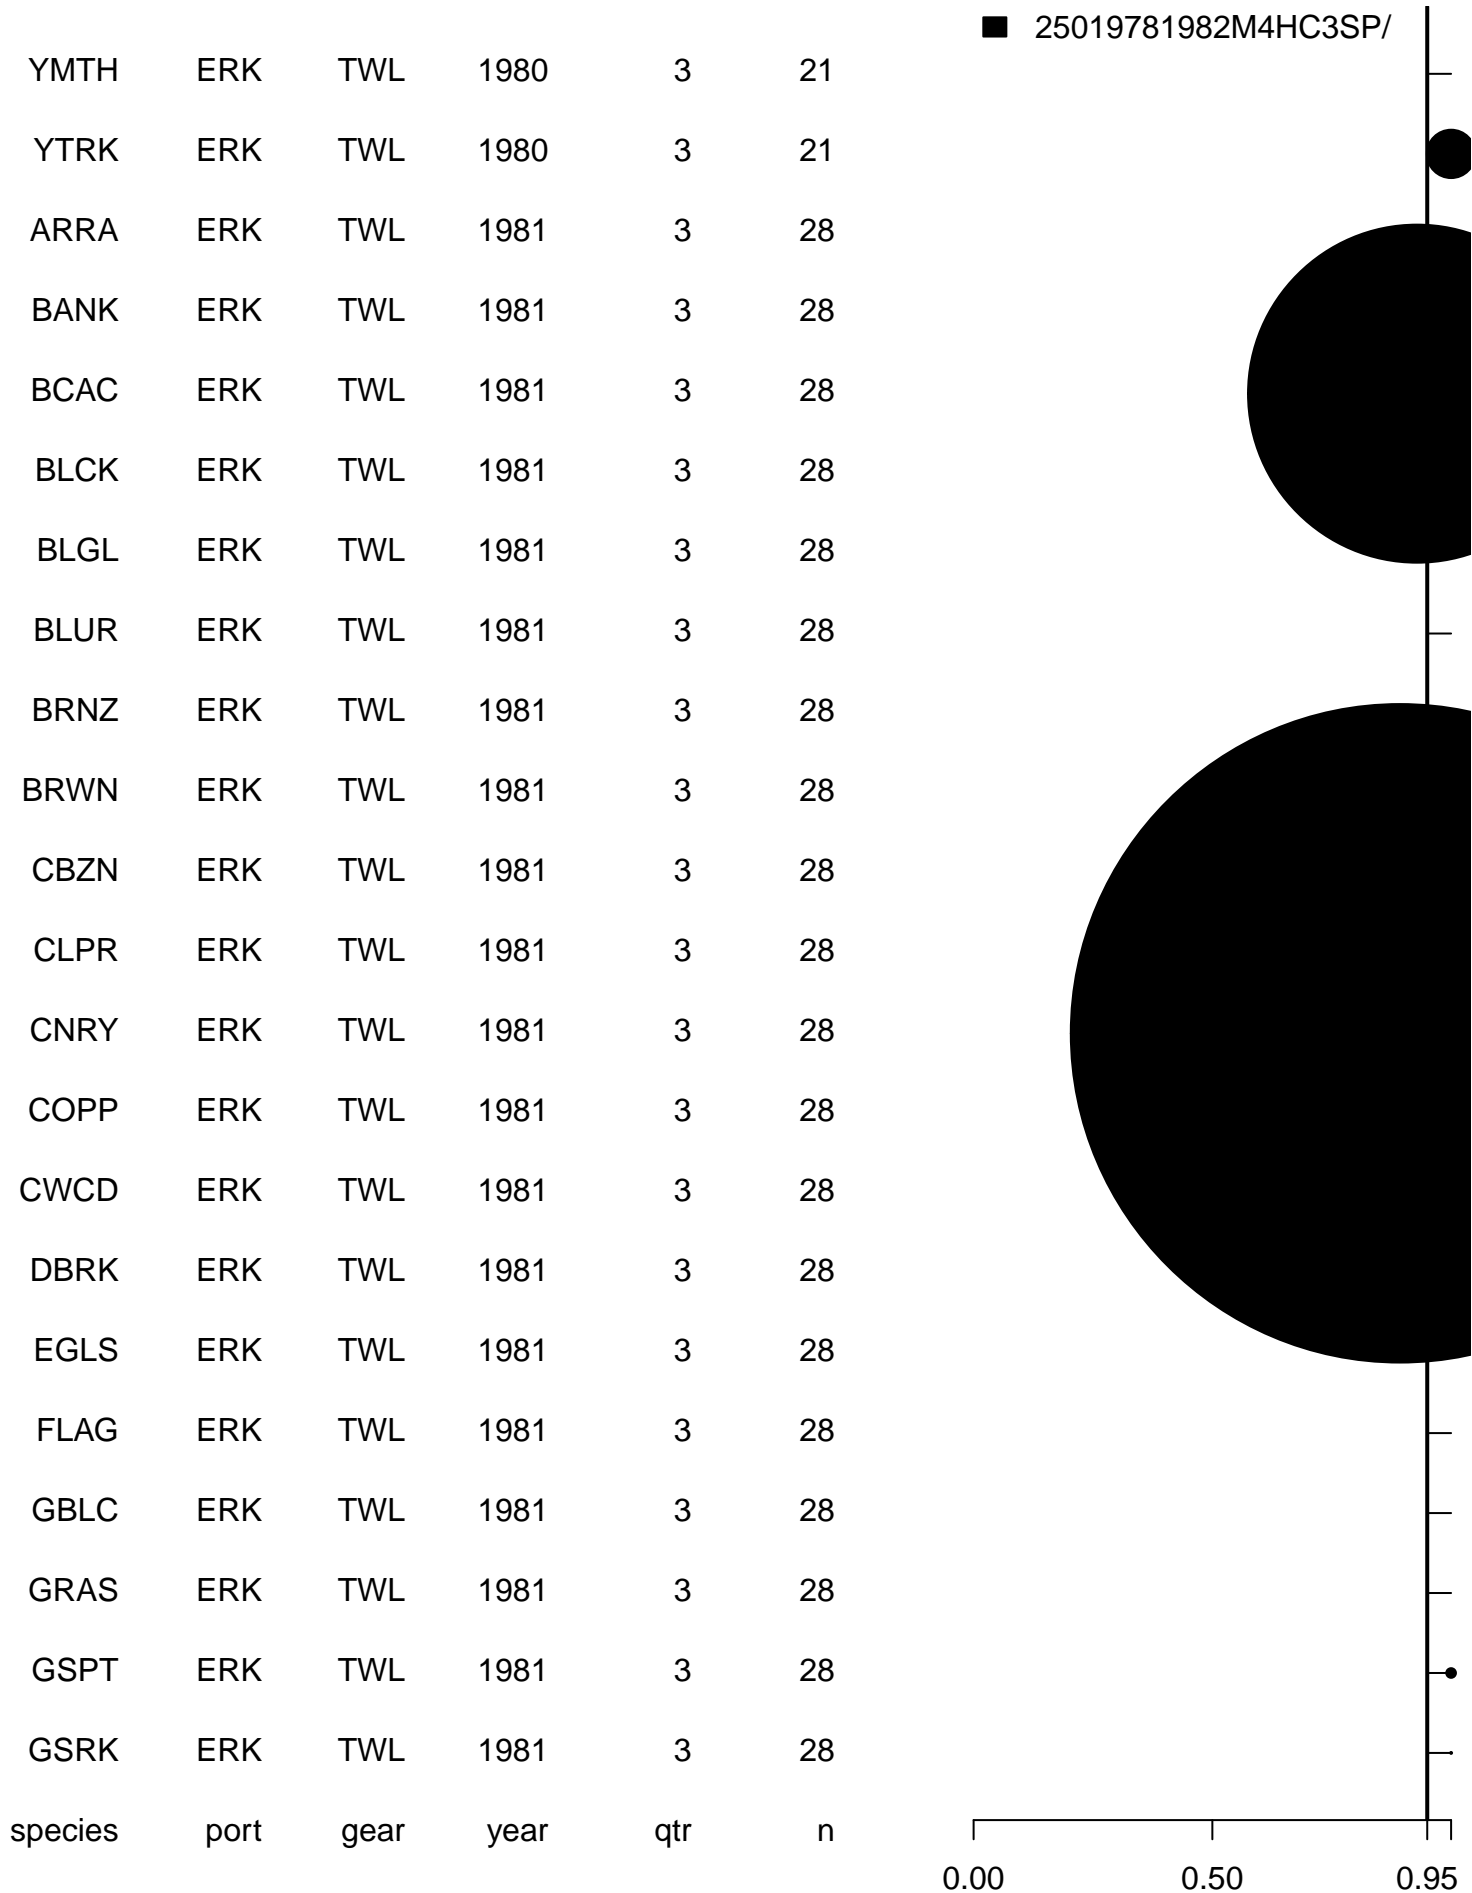 25019781982M4HC3SP/
YMTH ERK TWL 1980 3 21
YTRK ERK TWL 1980 3 21
ARRA ERK TWL 1981 3 28
BANK ERK TWL 1981 3 28
BCAC ERK TWL 1981 3 28
BLCK ERK TWL 1981 3 28
BLGL ERK TWL 1981 3 28
BLUR ERK TWL 1981 3 28
BRNZ ERK TWL 1981 3 28
BRWN ERK TWL 1981 3 28
CBZN ERK TWL 1981 3 28
CLPR ERK TWL 1981 3 28
CNRY ERK TWL 1981 3 28
COPP ERK TWL 1981 3 28
CWCD ERK TWL 1981 3 28
DBRK ERK TWL 1981 3 28
EGLS ERK TWL 1981 3 28
FLAG ERK TWL 1981 3 28
GBLC ERK TWL 1981 3 28
GRAS ERK TWL 1981 3 28
GSPT ERK TWL 1981 3 28
GSRK ERK TWL 1981 3 28
species port gear year qtr n
0.00 0.50 0.95